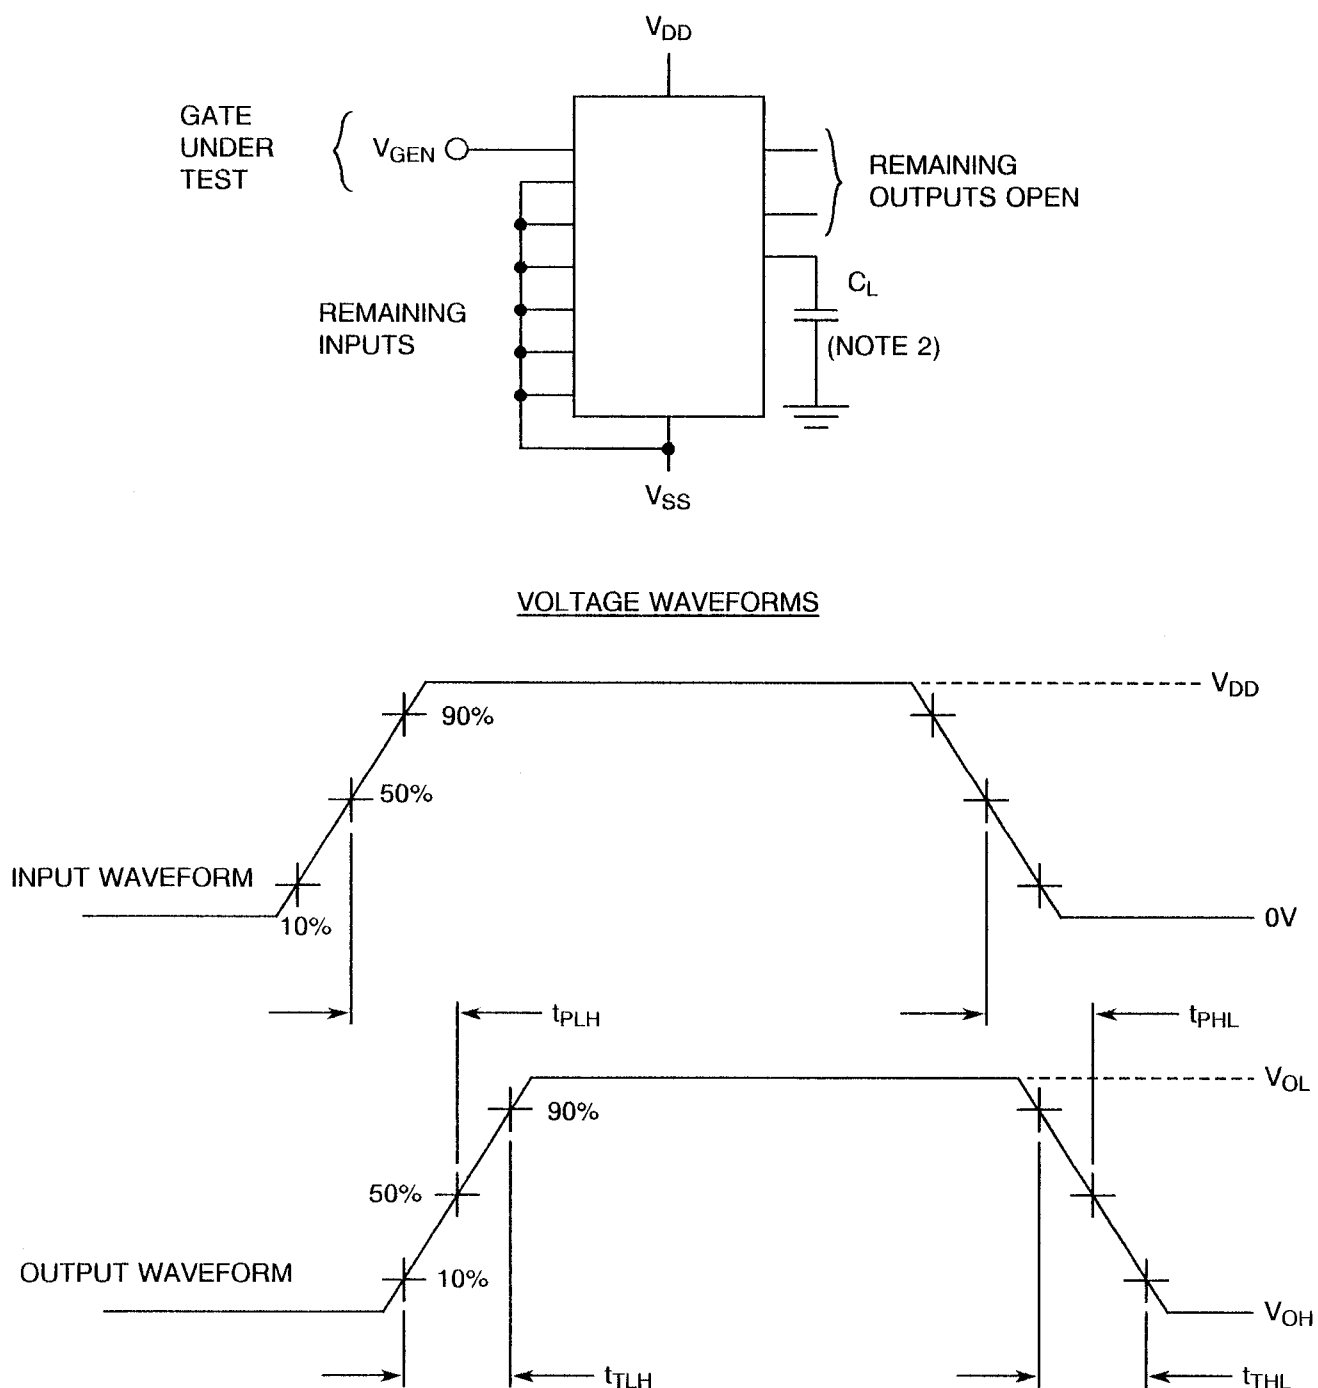 VDD
GATE
UNDER
TEST
VGEN
REMAINING
OUTPUTS OPEN
CL
(NOTE 2)
REMAINING
INPUTS
VSS
VOLTAGE WAVEFORMS
VDD
90%
50%
INPUT WAVEFORM
10%
0V
tPLH
tPHL
VOL
90%
50%
OUTPUT WAVEFORM
10%
VOH
tTLH
tTHL